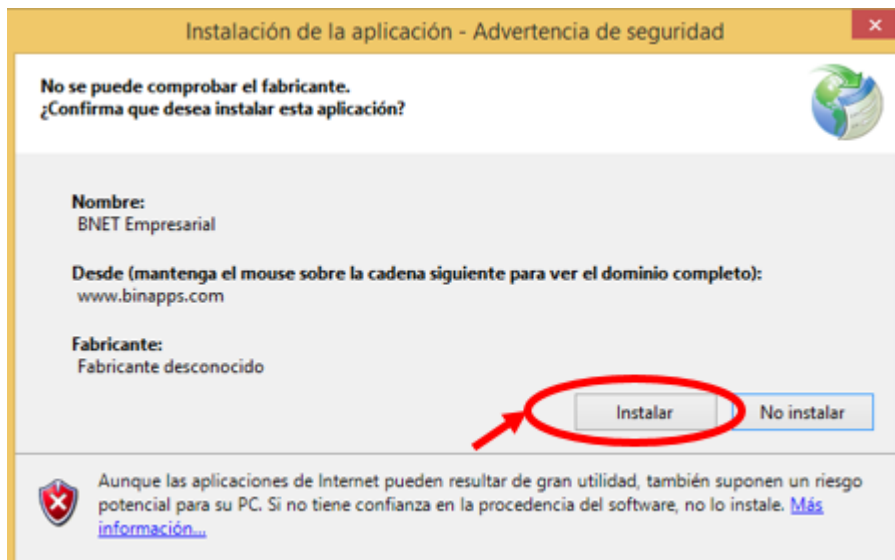 Instalación de la aplicación - Advertencia de seguridad
No se puede comprobar el fabricante.
¿Confirma que desea instalar esta aplicación?
Nombre:
BNET Empresarial
Desde (mantenga el mouse sobre la cadena siguiente para ver el dominio completo):
www.binapps.com
Fabricante:
Fabricante desconocido
Instalar No instalar
Aunque las aplicaciones de Internet pueden resultar de gran utilidad, también suponen un riesgo
potencial para su PC. Si no tiene confianza en la procedencia del software, no lo instale. Más
información...